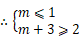 ∴ { m ⩽ 1
m + 3 ⩾ 2